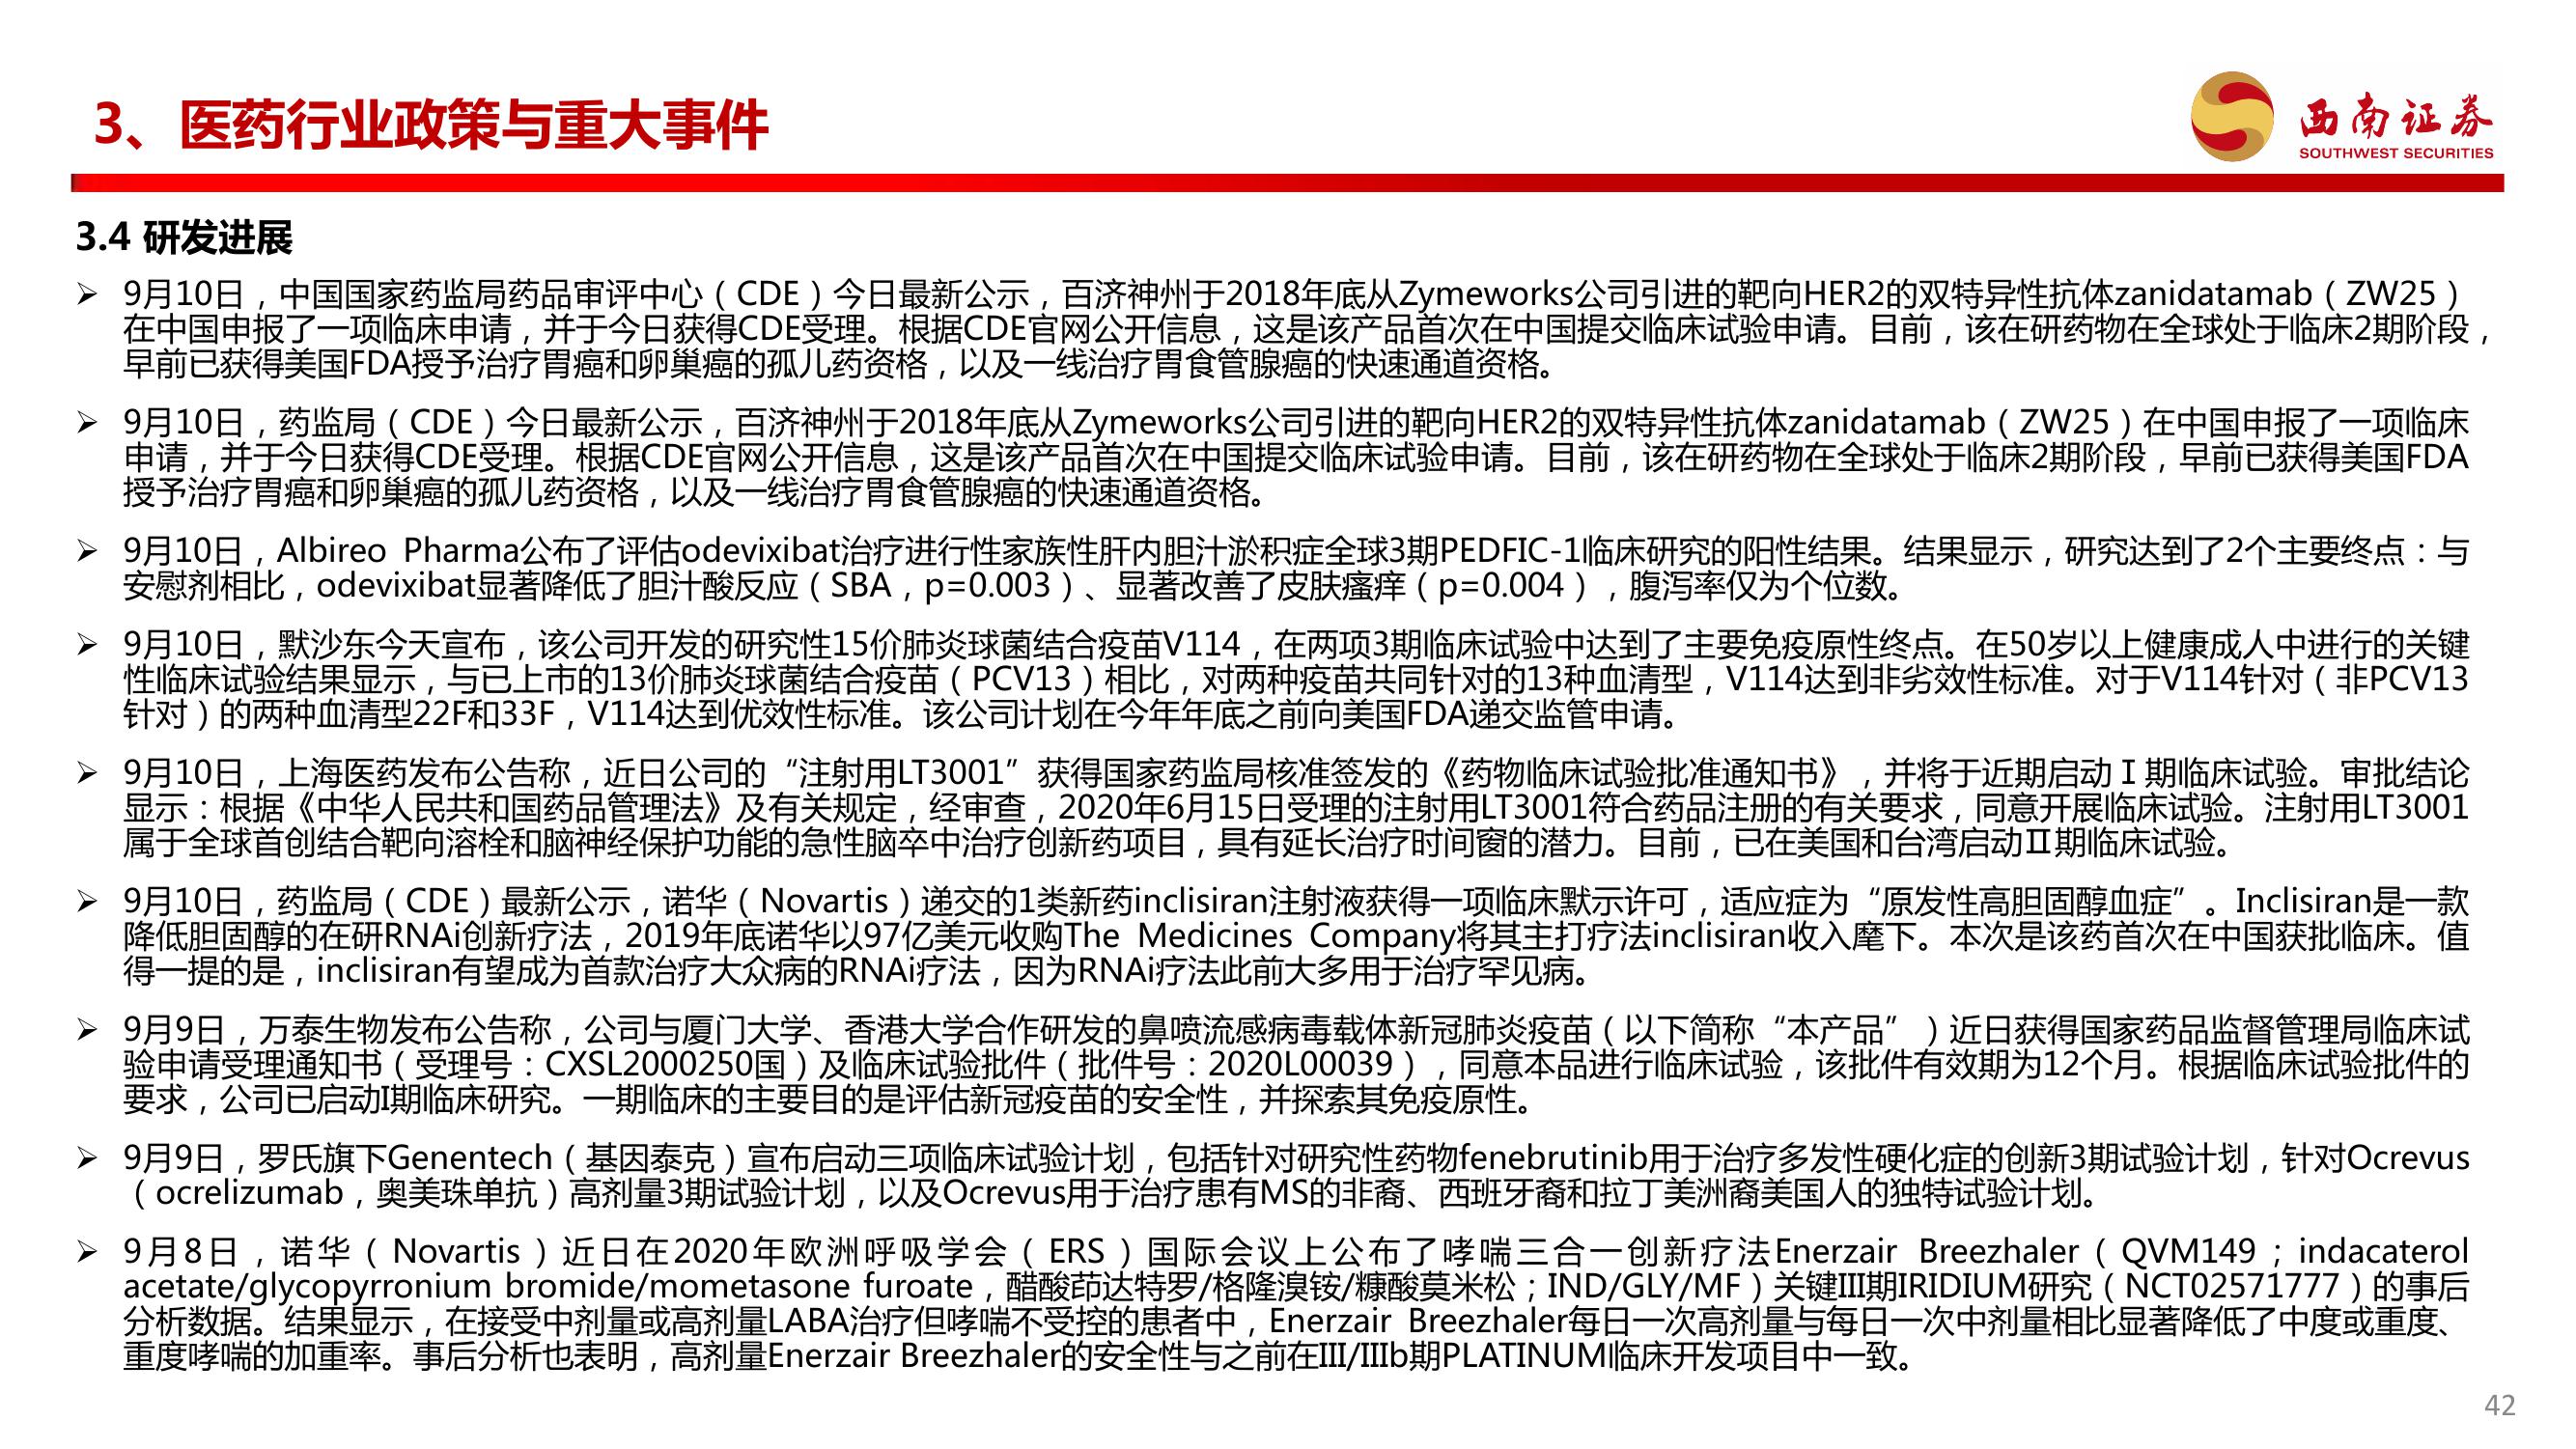 3、医药行业政策与重大事件
西南证券
SOUTHWEST SECURITIES
3.4 研发进展
➢ 9月10日，中国国家药监局药品审评中心（CDE）今日最新公示，百济神州于2018年底从Zymeworks公司引进的靶向HER2的双特异性抗体zanidatamab（ZW25）
在中国申报了一项临床申请，并于今日获得CDE受理。根据CDE官网公开信息，这是该产品首次在中国提交临床试验申请。目前，该在研药物在全球处于临床2期阶段，
早前已获得美国FDA授予治疗胃癌和卵巢癌的孤儿药资格，以及一线治疗胃食管腺癌的快速通道资格。
➢ 9月10日，药监局（CDE）今日最新公示，百济神州于2018年底从Zymeworks公司引进的靶向HER2的双特异性抗体zanidatamab（ZW25）在中国申报了一项临床
申请，并于今日获得CDE受理。根据CDE官网公开信息，这是该产品首次在中国提交临床试验申请。目前，该在研药物在全球处于临床2期阶段，早前已获得美国FDA
授予治疗胃癌和卵巢癌的孤儿药资格，以及一线治疗胃食管腺癌的快速通道资格。
➢ 9月10日，Albireo Pharma公布了评估odevixibat治疗进行性家族性肝内胆汁淤积症全球3期PEDFIC-1临床研究的阳性结果。结果显示，研究达到了2个主要终点：与
安慰剂相比，odevixibat显著降低了胆汁酸反应（SBA，p=0.003）、显著改善了皮肤瘙痒（p=0.004），腹泻率仅为个位数。
➢ 9月10日，默沙东今天宣布，该公司开发的研究性15价肺炎球菌结合疫苗V114，在两项3期临床试验中达到了主要免疫原性终点。在50岁以上健康成人中进行的关键
性临床试验结果显示，与已上市的13价肺炎球菌结合疫苗（PCV13）相比，对两种疫苗共同针对的13种血清型，V114达到非劣效性标准。对于V114针对（非PCV13
针对）的两种血清型22F和33F，V114达到优效性标准。该公司计划在今年年底之前向美国FDA递交监管申请。
➢ 9月10日，上海医药发布公告称，近日公司的“注射用LT3001”获得国家药监局核准签发的《药物临床试验批准通知书》，并将于近期启动Ⅰ期临床试验。审批结论
显示：根据《中华人民共和国药品管理法》及有关规定，经审查，2020年6月15日受理的注射用LT3001符合药品注册的有关要求，同意开展临床试验。注射用LT3001
属于全球首创结合靶向溶栓和脑神经保护功能的急性脑卒中治疗创新药项目，具有延长治疗时间窗的潜力。目前，已在美国和台湾启动Ⅱ期临床试验。
➢ 9月10日，药监局（CDE）最新公示，诺华（Novartis）递交的1类新药inclisiran注射液获得一项临床默示许可，适应症为“原发性高胆固醇血症”。Inclisiran是一款
降低胆固醇的在研RNAi创新疗法，2019年底诺华以97亿美元收购The Medicines Company将其主打疗法inclisiran收入麾下。本次是该药首次在中国获批临床。值
得一提的是，inclisiran有望成为首款治疗大众病的RNAi疗法，因为RNAi疗法此前大多用于治疗罕见病。
➢ 9月9日，万泰生物发布公告称，公司与厦门大学、香港大学合作研发的鼻喷流感病毒载体新冠肺炎疫苗（以下简称“本产品”）近日获得国家药品监督管理局临床试
验申请受理通知书（受理号：CXSL2000250国）及临床试验批件（批件号：2020L00039），同意本品进行临床试验，该批件有效期为12个月。根据临床试验批件的
要求，公司已启动I期临床研究。一期临床的主要目的是评估新冠疫苗的安全性，并探索其免疫原性。
➢ 9月9日，罗氏旗下Genentech（基因泰克）宣布启动三项临床试验计划，包括针对研究性药物fenebrutinib用于治疗多发性硬化症的创新3期试验计划，针对Ocrevus
（ocrelizumab，奥美珠单抗）高剂量3期试验计划，以及Ocrevus用于治疗患有MS的非裔、西班牙裔和拉丁美洲裔美国人的独特试验计划。
➢ 9月8日，诺华（Novartis）近日在2020年欧洲呼吸学会（ERS）国际会议上公布了哮喘三合一创新疗法Enerzair Breezhaler（QVM149；indacaterol
acetate/glycopyrronium bromide/mometasone furoate，醋酸茚达特罗/格隆溴铵/糠酸莫米松；IND/GLY/MF）关键III期IRIDIUM研究（NCT02571777）的事后
分析数据。结果显示，在接受中剂量或高剂量LABA治疗但哮喘不受控的患者中，Enerzair Breezhaler每日一次高剂量与每日一次中剂量相比显著降低了中度或重度、
重度哮喘的加重率。事后分析也表明，高剂量Enerzair Breezhaler的安全性与之前在III/IIIb期PLATINUM临床开发项目中一致。
42